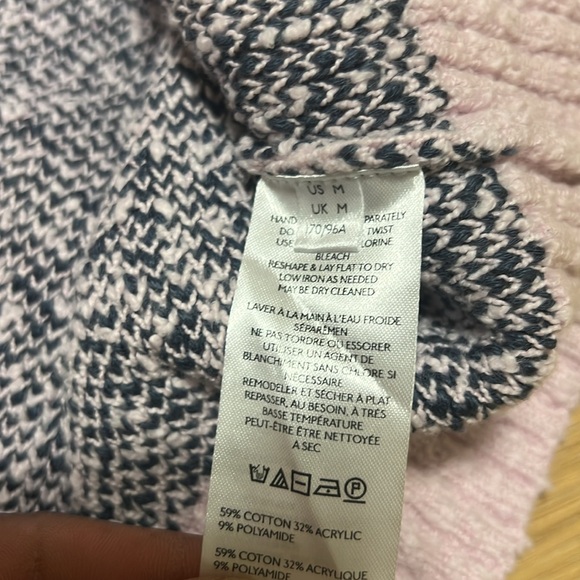 US M
UK M
170/96A
HAND PARATELY
DO TWIST
USE LORINE
BLEACH
RESHAPE & LAY FLAT TO DRY
LOW IRON AS NEEDED
MAY BE DRY CLEANED
LAVER À LA MAIN À L'EAU FROIDE
SÉPARÉMEN
NE PAS TORDRE OU ESSORER
UTILISER UN AGENT DE
BLANCHIMENT SANS CHLORE SI
NÉCESSAIRE
REMODELER ET SÉCHER À PLAT
REPASSER, AU BESOIN, À TRÈS
BASSE TEMPÉRATURE
PEUT-ÊTRE ÊTRE NETTOYÉE
A SEC
59% COTTON 32% ACRYLIC
9% POLYAMIDE
59% COTON 32% ACRYLIQUE
9% POLYAMIDE